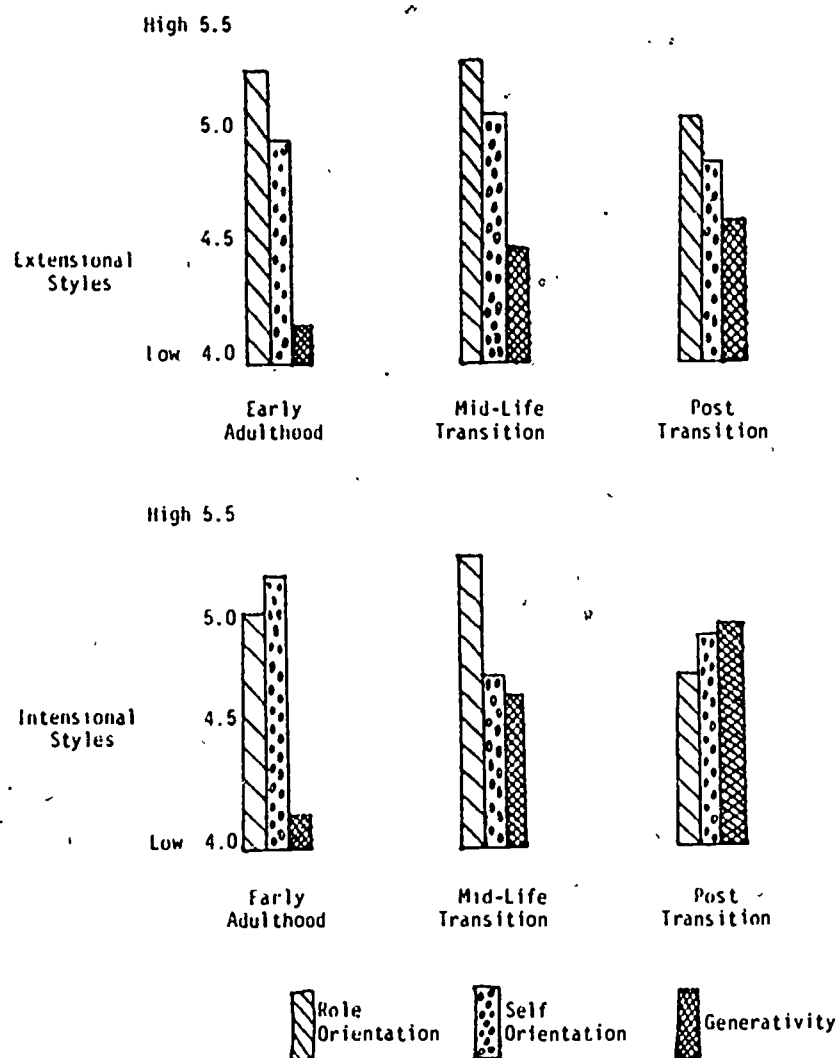 High 5.5
5.0
4.5
Extensional
Styles
Low 4.0
Early Adulthood
Mid-Life Transition
Post Transition
High 5.5
5.0
4.5
Intensional
Styles
Low 4.0
Early Adulthood
Mid-Life Transition
Post Transition
Role Orientation
Self Orientation
Generativity